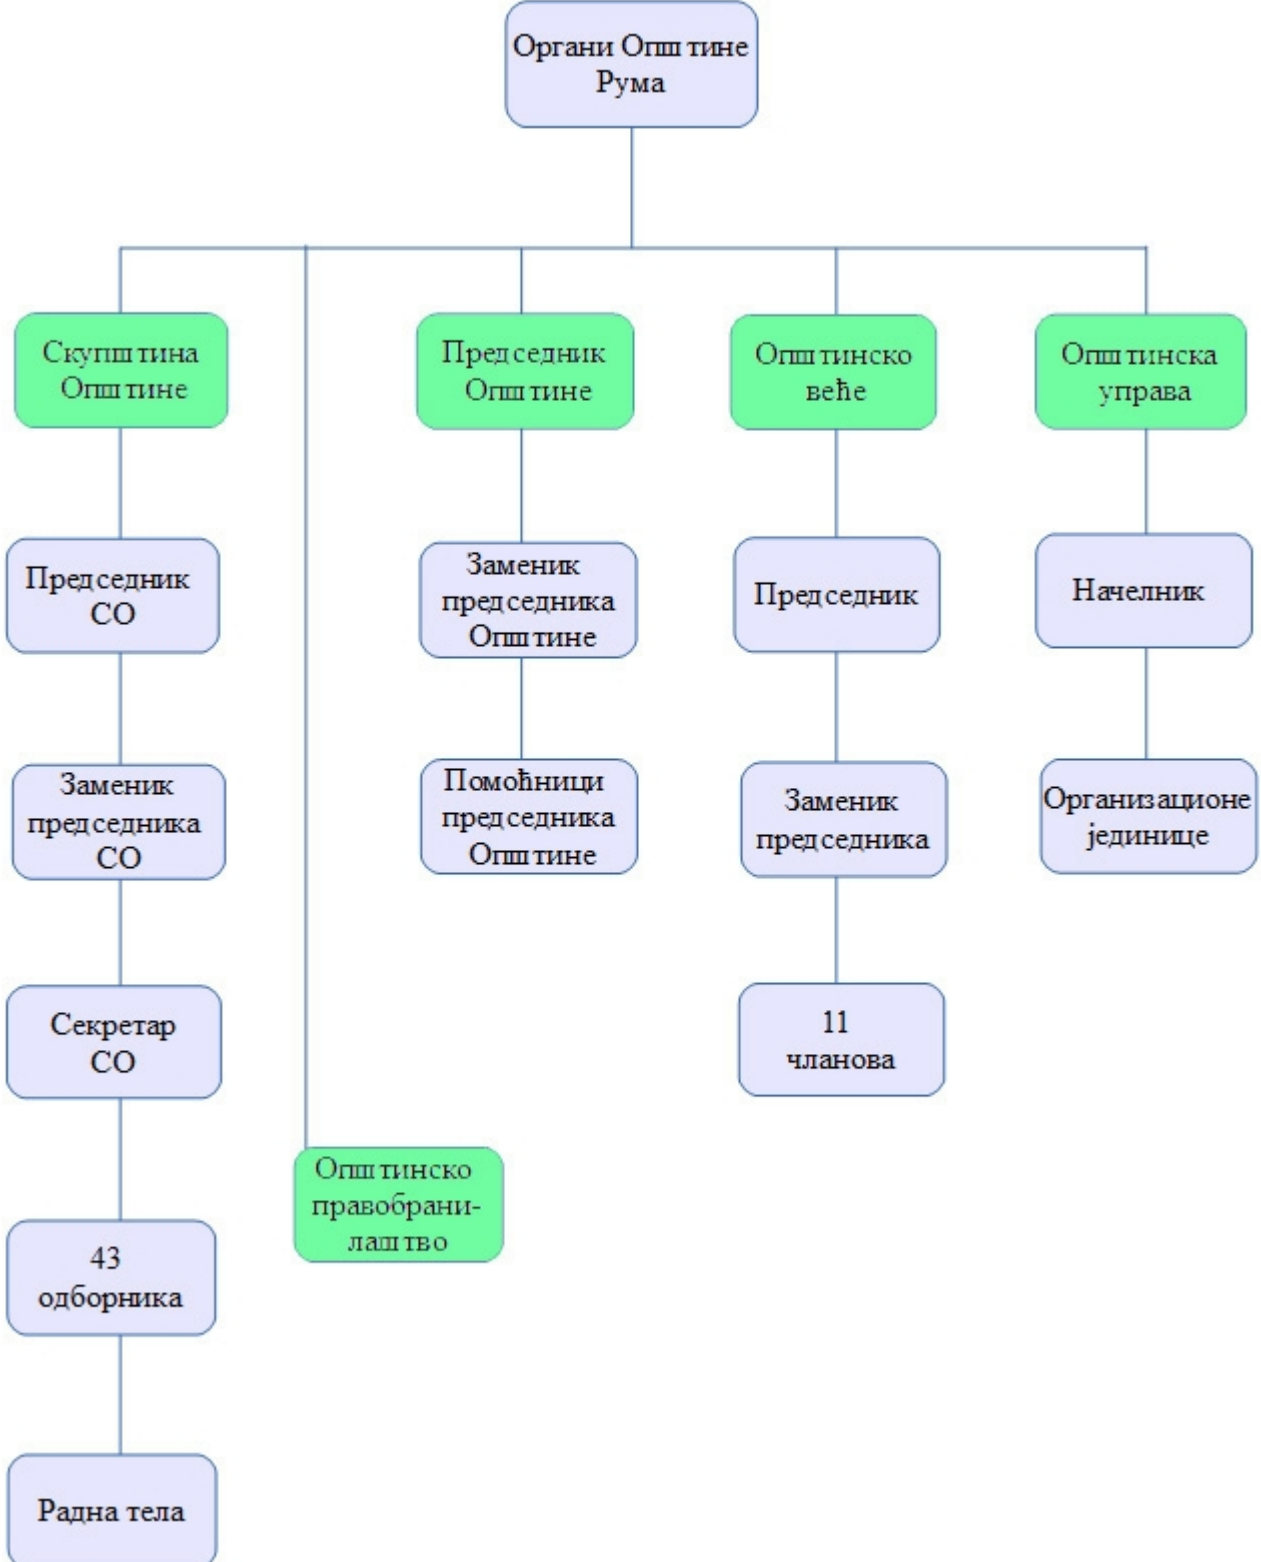 Органи Општине
Рума
Скупштина
Општине
Председник
Општине
Општинско
веће
Општинска
управа
Председник
СО
Заменик
председника
Општине
Председник
Начелник
Заменик
председника
СО
Помоћници
председника
Општине
Заменик
председника
Организационе
јединице
Секретар
СО
11
чланова
Општинско
правобрани-
лаштво
43
одборника
Радна тела